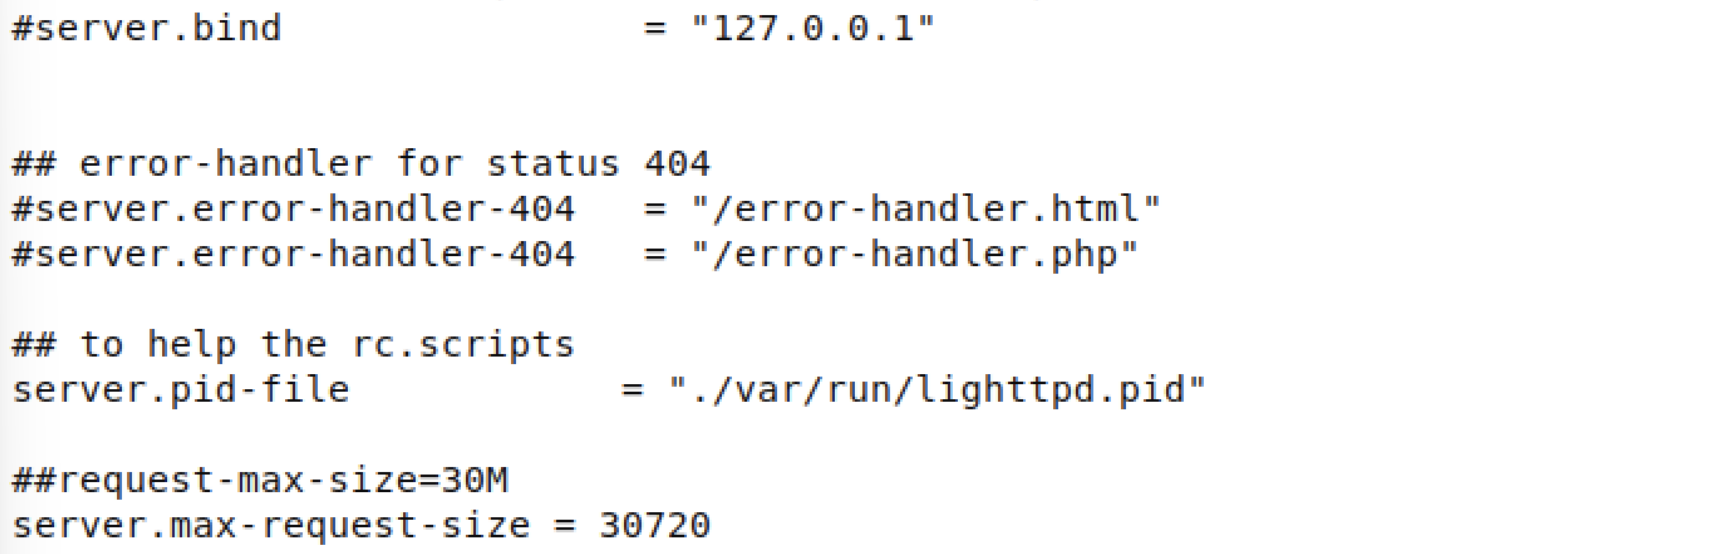 #server.bind                = "127.0.0.1"
## error-handler for status 404
#server.error-handler-404   = "/error-handler.html"
#server.error-handler-404   = "/error-handler.php"
## to help the rc.scripts
server.pid-file            = "./var/run/lighttpd.pid"
##request-max-size=30M
server.max-request-size = 30720